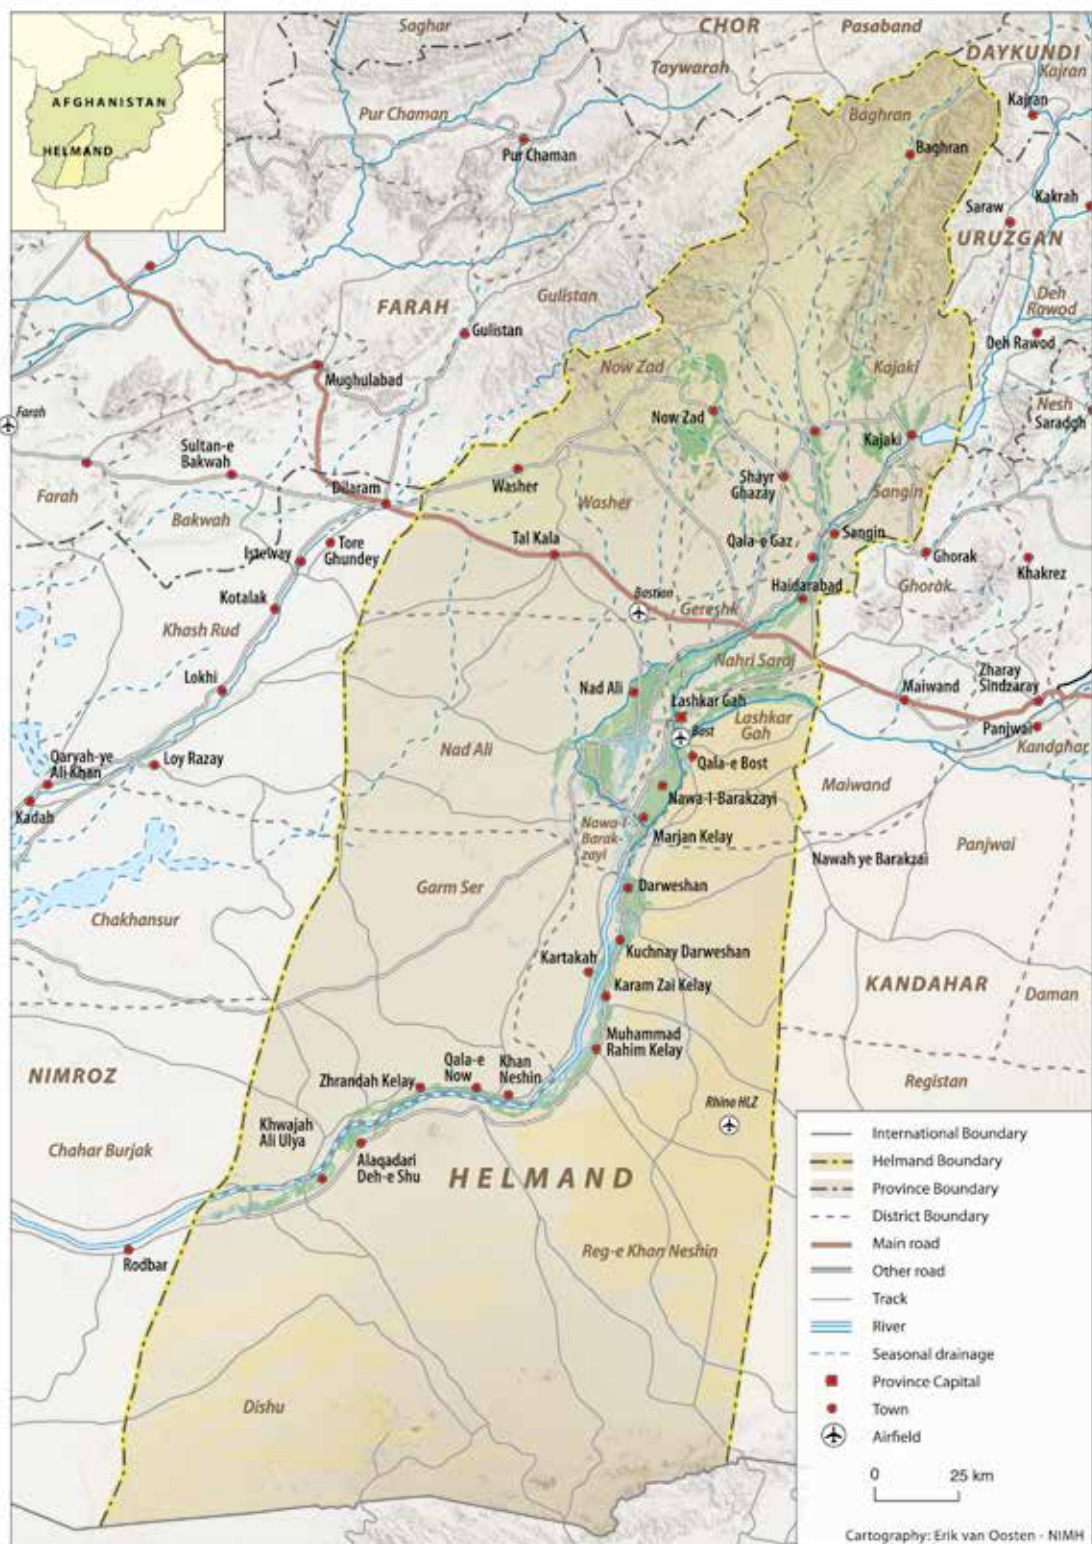 AFGHANISTAN
HELMAND
Saghar
CHOR
Pasaband
Taywarah
DAYKUNDI
Kajran
Kajran
Pur Chaman
Pur Chaman
Baghran
Baghran
Saraw
Kakrah
URUZGAN
FARAH
Gulistan
Gulistan
Deh
Rawod
Deh Rawod
Mughulabad
Now Zad
Kajaki
Farah
Now Zad
Nesh
Saradgh
Kajaki
Sultan-e
Bakwah
Farah
Dilaram
Washer
Washer
Shayr
Ghazay
Sangin
Bakwah
Tore
Ghundey
Isteway
Tal Kala
Qala-e Gaz
Sangin
Ghorak
Khakrez
Ghorak
Kotalak
Haidarabad
Bastion
Gereshk
Khash Rud
Nahri Saraj
Lokhi
Nad Ali
Lashkar Gah
Maiwand
Zharay
Sindzaray
Panjwai
Kandahar
Lashkar
Gah
Bost
Nad Ali
Qala-e Bost
Qaryah-ye
Ali Khan
Loy Razay
Kadah
Nawa-1-Barakzayi
Maiwand
Nawa-1-
Barak-
zayi
Marjan Kelay
Panjwai
Nawah ye Barakzai
Garm Ser
Darweshan
Chakhansur
Kuchnay Darweshan
Kartakah
Karam Zai Kelay
KANDAHAR
Daman
Muhammad
Rahim Kelay
NIMROZ
Qala-e
Now
Khan
Neshin
Zhrandah Kelay
Registan
Rhino HLZ
Khwajah
Ali Ulya
Chahar Burjak
Alaqadari
Deh-e Shu
HELMAND
Rodbar
Reg-e Khan Neshin
Dishu
International Boundary
Helmand Boundary
Province Boundary
District Boundary
Main road
Other road
Track
River
Seasonal drainage
Province Capital
Town
Airfield
0 25 km
Cartography: Erik van Oosten - NIMH